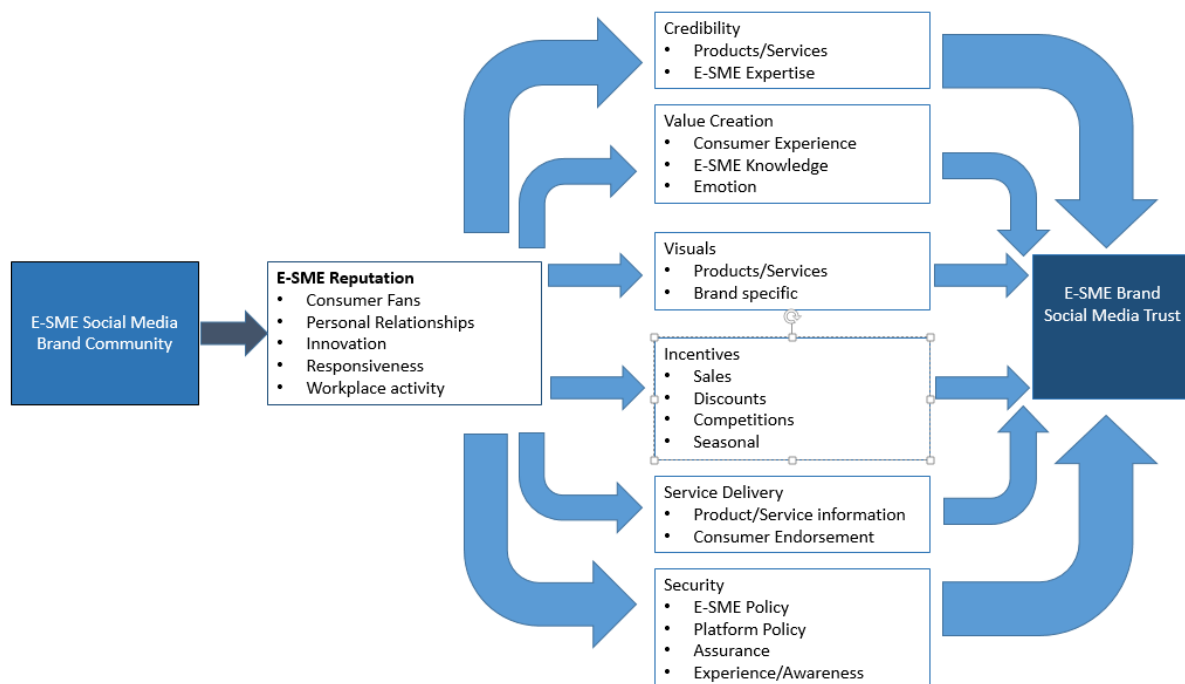 E-SME Social Media
Brand Community
E-SME Reputation
• Consumer Fans
• Personal Relationships
• Innovation
• Responsiveness
• Workplace activity
Credibility
• Products/Services
• E-SME Expertise
Value Creation
• Consumer Experience
• E-SME Knowledge
• Emotion
Visuals
• Products/Services
• Brand specific
Incentives
• Sales
• Discounts
• Competitions
• Seasonal
Service Delivery
• Product/Service information
• Consumer Endorsement
Security
• E-SME Policy
• Platform Policy
• Assurance
• Experience/Awareness
E-SME Brand
Social Media Trust